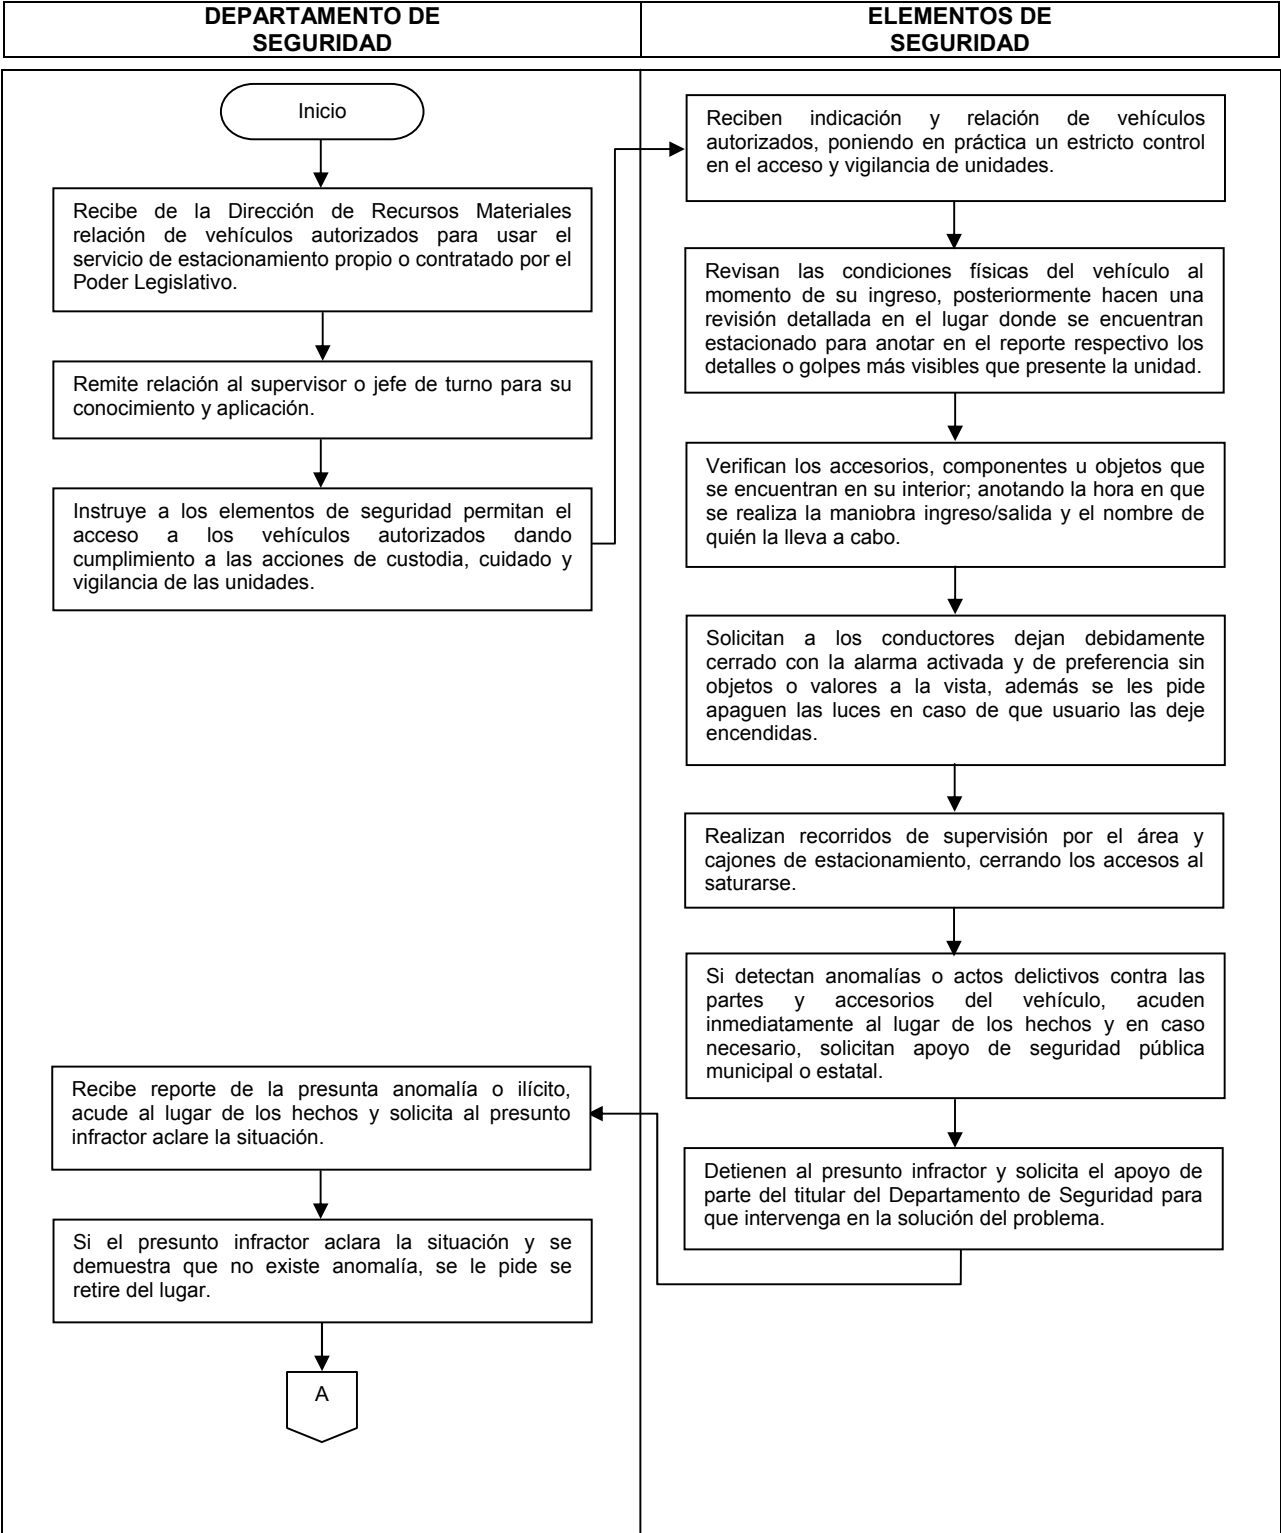 DEPARTAMENTO DE
SEGURIDAD
ELEMENTOS DE
SEGURIDAD
Inicio
Recibe de la Dirección de Recursos Materiales
relación de vehículos autorizados para usar el
servicio de estacionamiento propio o contratado por el
Poder Legislativo.
Remite relación al supervisor o jefe de turno para su
conocimiento y aplicación.
Instruye a los elementos de seguridad permitan el
acceso a los vehículos autorizados dando
cumplimiento a las acciones de custodia, cuidado y
vigilancia de las unidades.
Reciben indicación y relación de vehículos
autorizados, poniendo en práctica un estricto control
en el acceso y vigilancia de unidades.
Revisan las condiciones físicas del vehículo al
momento de su ingreso, posteriormente hacen una
revisión detallada en el lugar donde se encuentran
estacionado para anotar en el reporte respectivo los
detalles o golpes más visibles que presente la unidad.
Verifican los accesorios, componentes u objetos que
se encuentran en su interior; anotando la hora en que
se realiza la maniobra ingreso/salida y el nombre de
quién la lleva a cabo.
Solicitan a los conductores dejan debidamente
cerrado con la alarma activada y de preferencia sin
objetos o valores a la vista, además se les pide
apaguen las luces en caso de que usuario las deje
encendidas.
Realizan recorridos de supervisión por el área y
cajones de estacionamiento, cerrando los accesos al
saturarse.
Si detectan anomalías o actos delictivos contra las
partes y accesorios del vehículo, acuden
inmediatamente al lugar de los hechos y en caso
necesario, solicitan apoyo de seguridad pública
municipal o estatal.
Detienen al presunto infractor y solicita el apoyo de
parte del titular del Departamento de Seguridad para
que intervenga en la solución del problema.
Recibe reporte de la presunta anomalía o ilícito,
acude al lugar de los hechos y solicita al presunto
infractor aclare la situación.
Si el presunto infractor aclara la situación y se
demuestra que no existe anomalía, se le pide se
retire del lugar.
A